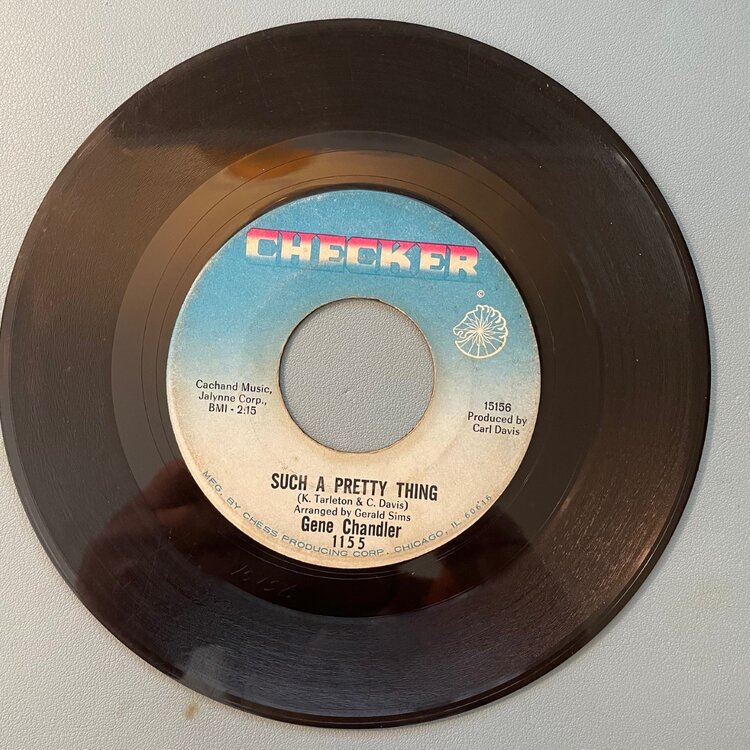 CHECKER
©
Cachand Music,
Jalynne Corp.,
BMI - 2:15
15156
Produced by
Carl Davis
SUCH A PRETTY THING
(K. Tarleton & C. Davis)
Arranged by Gerald Sims
Gene Chandler
1155
MFG. BY CHESS PRODUCING CORP., CHICAGO, IL. 60616
15156